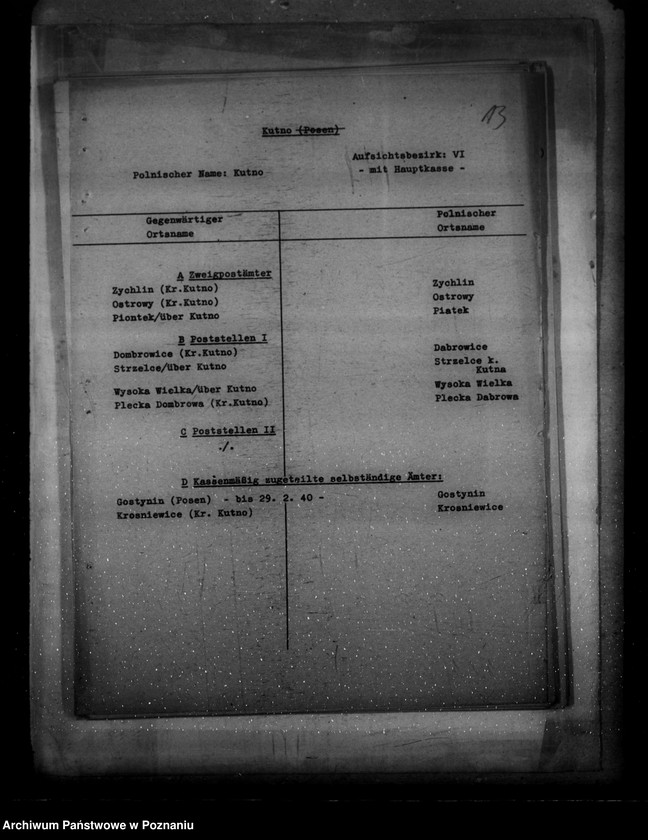 13
Kutno (Posen)
Aufsichtsbezirk: VI
Polnischer Name: Kutno
- mit Hauptkasse -
Gegenwärtiger Ortsname
Polnischer Ortsname
A Zweigpostämter
Zychlin (Kr.Kutno) Zychlin
Ostrowy (Kr.Kutno) Ostrowy
Piontek/über Kutno Piatek
B Poststellen I
Dombrowice (Kr.Kutno) Dabrowice
Strzelce/über Kutno Strzelce k. Kutna
Wysoka Wielka/über Kutno Wysoka Wielka
Plecka Dombrowa (Kr.Kutno) Plecka Dabrowa
C Poststellen II
./.
D Kassenmäßig zugeteilte selbständige Ämter:
Gostynin (Posen) - bis 29. 2. 40 - Gostynin
Krosniewice (Kr. Kutno) Krosniewice
Archiwum Państwowe w Poznaniu